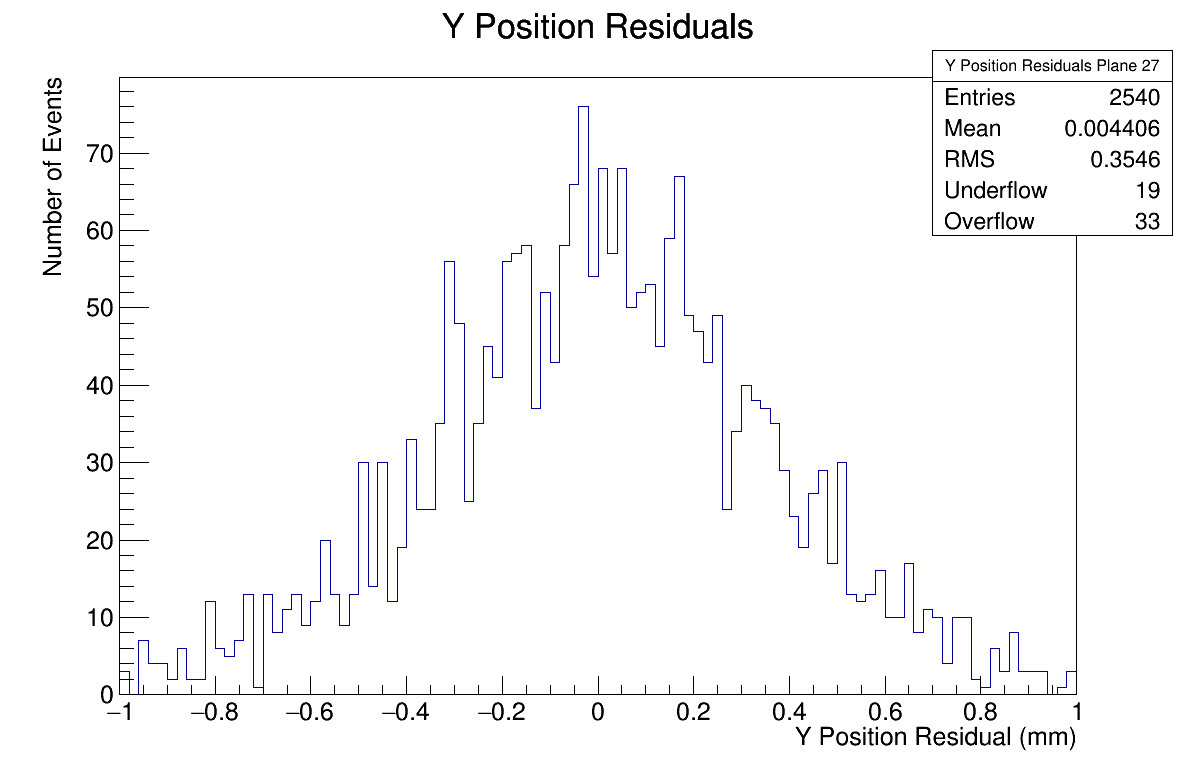 Y Position Residuals
Number of Events
Y Position Residuals Plane 27
Entries 2540
Mean 0.004406
RMS 0.3546
Underflow 19
Overflow 33
70
60
50
40
30
20
10
0
−1 −0.8 −0.6 −0.4 −0.2 0 0.2 0.4 0.6 0.8 1
Y Position Residual (mm)